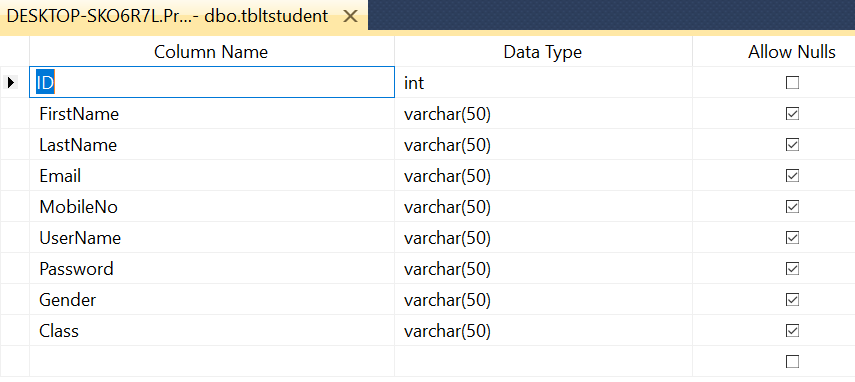 DESKTOP-SKO6R7L.Pr...- dbo.tbltstudent
Column Name Data Type Allow Nulls
ID int
FirstName varchar(50)
LastName varchar(50)
Email varchar(50)
MobileNo varchar(50)
UserName varchar(50)
Password varchar(50)
Gender varchar(50)
Class varchar(50)